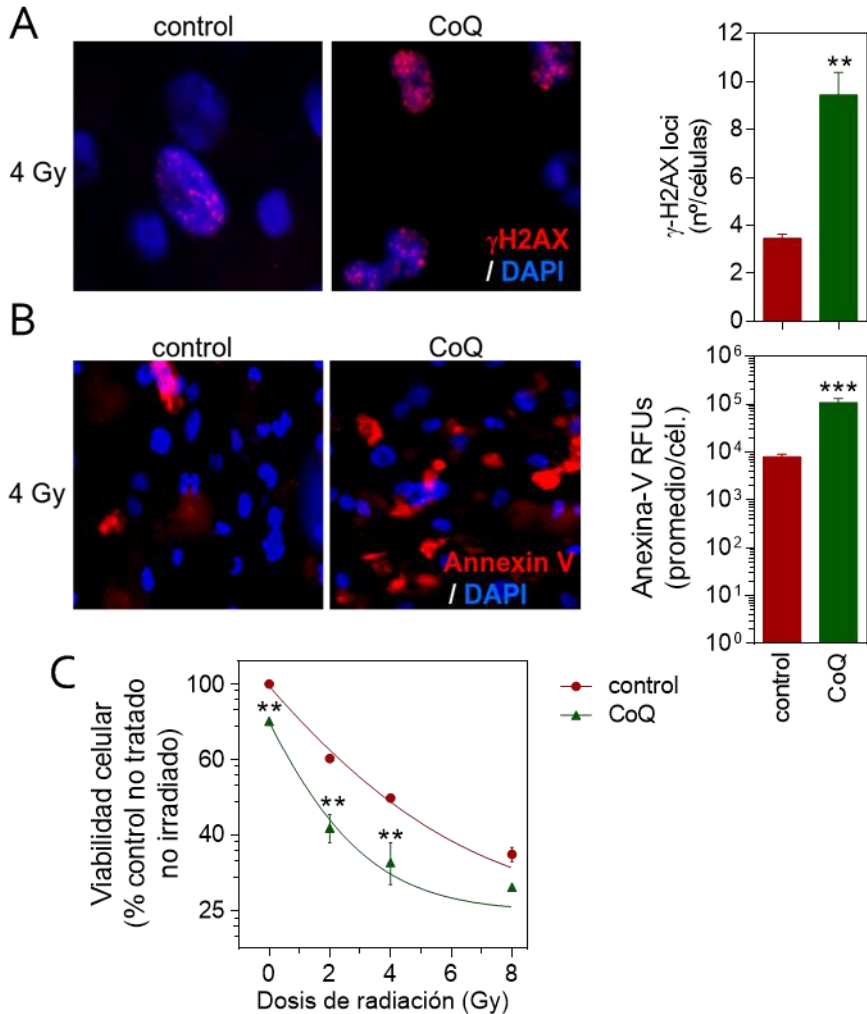 A
control
CoQ
4 Gy
γH2AX
/ DAPI
γ-H2AX loci
(nº/células)
12
10
8
6
4
2
0
**
B
control
CoQ
4 Gy
Annexin V
/ DAPI
Anexina-V RFUs
(promedio/cél.)
10⁶
10⁵
10⁴
10³
10²
10¹
10⁰
***
control
CoQ
C
Viabilidad celular
(% control no tratado
no irradiado)
100
60
40
25
**
**
**
0
2
4
6
8
Dosis de radiación (Gy)
control
CoQ